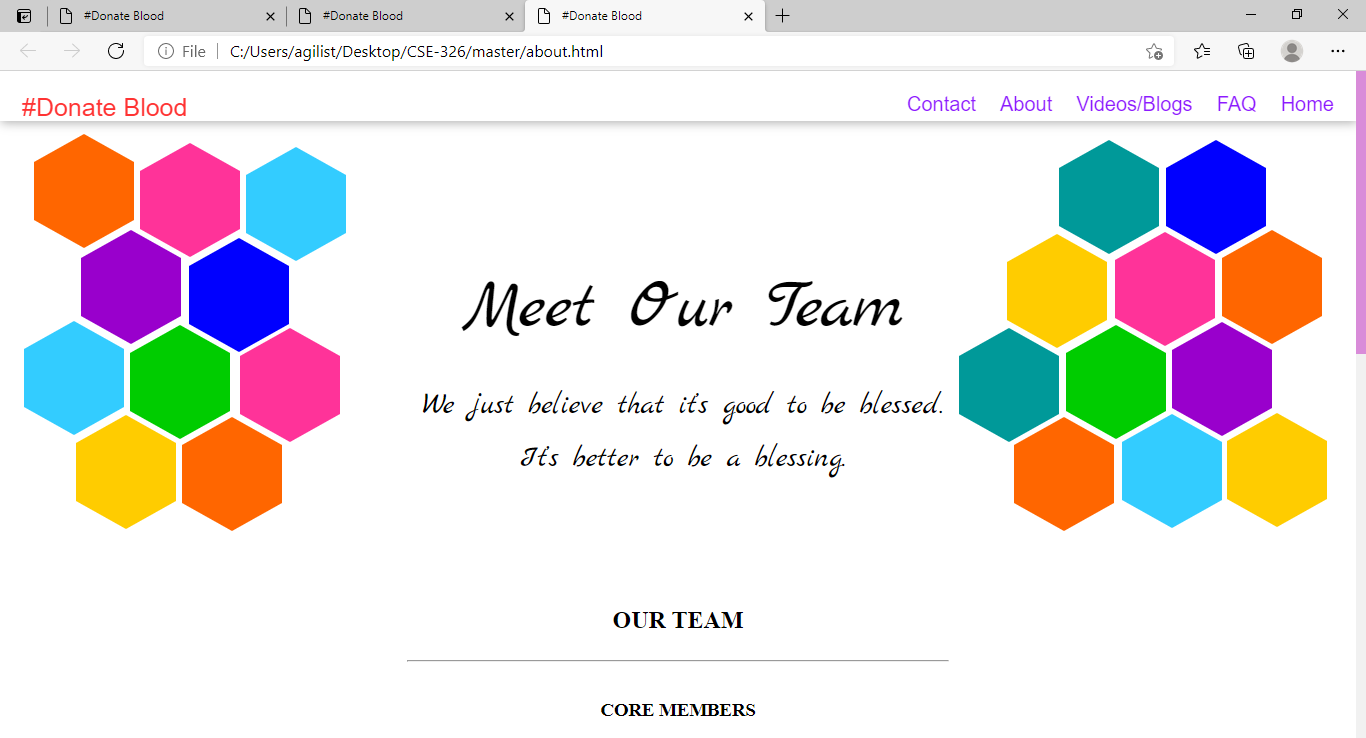 #Donate Blood #Donate Blood #Donate Blood
File C:/Users/agilist/Desktop/CSE-326/master/about.html
#Donate Blood Contact About Videos/Blogs FAQ Home
Meet Our Team
We just believe that it's good to be blessed.
It's better to be a blessing.
OUR TEAM
CORE MEMBERS